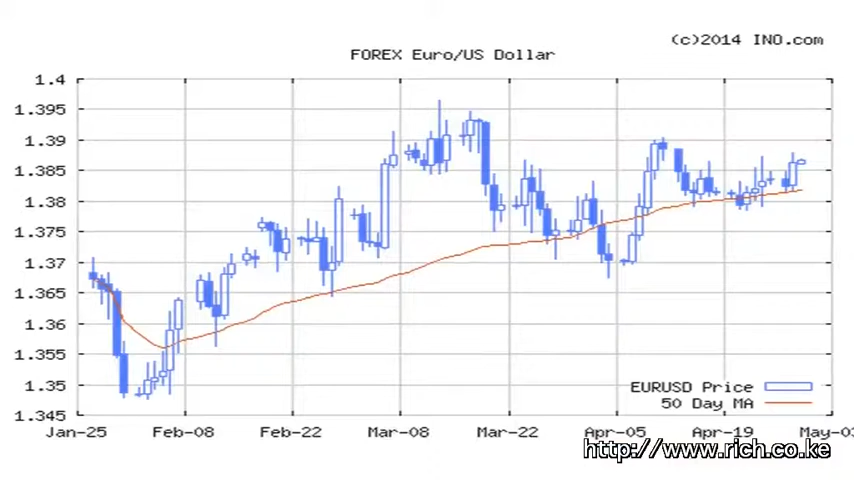 (c)2014 INO.com
FOREX Euro/US Dollar
1.4
1.395
1.39
1.385
1.38
1.375
1.37
1.365
1.36
1.355
1.35
1.345
EURUSD Price
50 Day MA
Jan-25 Feb-08 Feb-22 Mar-08 Mar-22 Apr-05 Apr-19 May-03
http://www.rich.co.ke